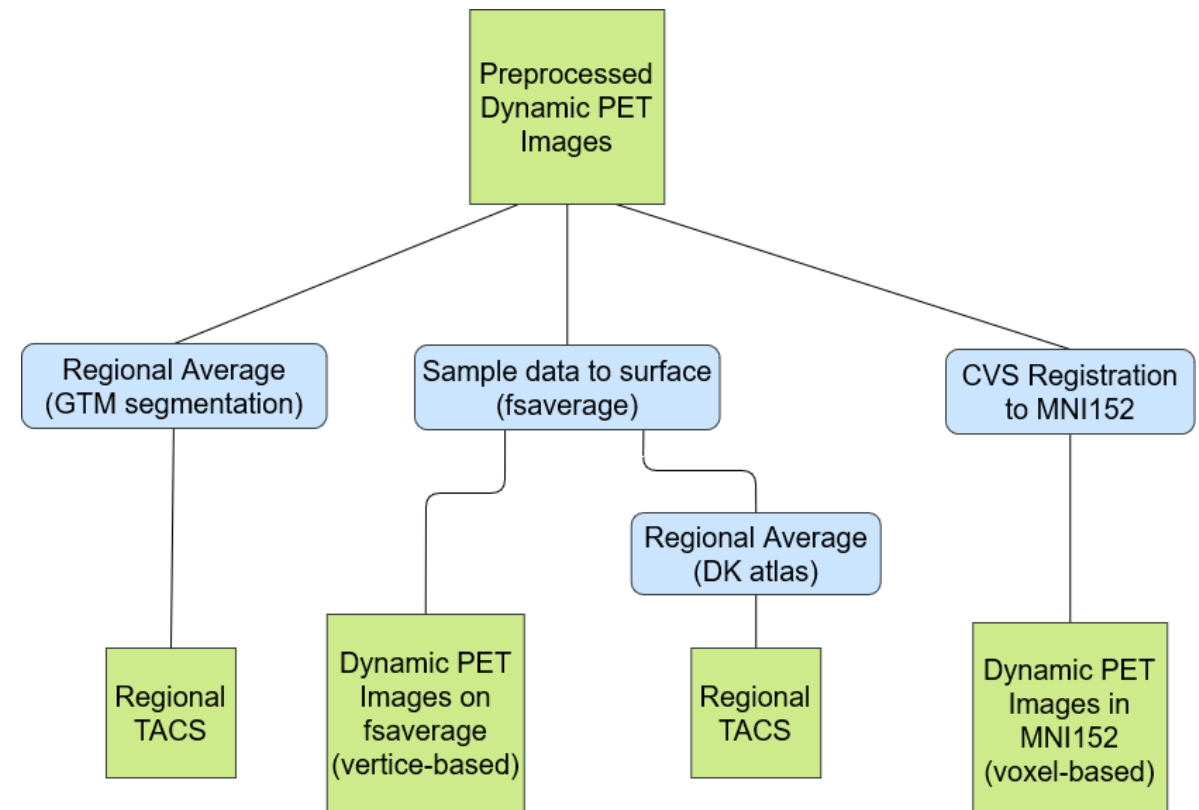 Preprocessed
Dynamic PET
Images
Regional Average
(GTM segmentation)
Sample data to surface
(fsaverage)
CVS Registration
to MNI152
Regional Average
(DK atlas)
Regional
TACS
Dynamic PET
Images on
fsaverage
(vertice-based)
Regional
TACS
Dynamic PET
Images in
MNI152
(voxel-based)